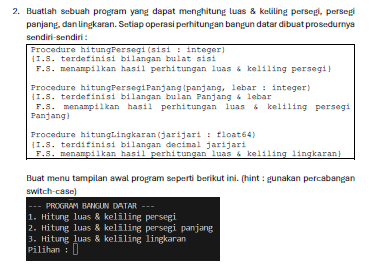 2. Buatlah sebuah program yang dapat menghitung luas & keliling persegi, persegi
panjang, dan lingkaran. Setiap operasi perhitungan bangun datar dibuat prosedurnya
sendiri-sendiri :
Procedure hitungPersegi(sisi : integer)
{I.S. terdefinisi bilangan bulat sisi
F.S. menampilkan hasil perhitungan luas & keliling persegi}
Procedure hitungPersegiPanjang(panjang, lebar : integer)
{I.S. terdefinisi bilangan bulan Panjang & lebar
F.S. menampilkan hasil perhitungan luas & keliling persegi
Panjang}
Procedure hitungLingkaran(jarijari : float64)
{I.S. terdifinisi bilangan decimal jarijari
F.S. menampilkan hasil perhitungan luas & keliling lingkaran}
Buat menu tampilan awal program seperti berikut ini. (hint : gunakan percabangan
switch-case)
--- PROGRAM BANGUN DATAR ---
1. Hitung luas & keliling persegi
2. Hitung luas & keliling persegi panjang
3. Hitung luas & keliling lingkaran
Pilihan :